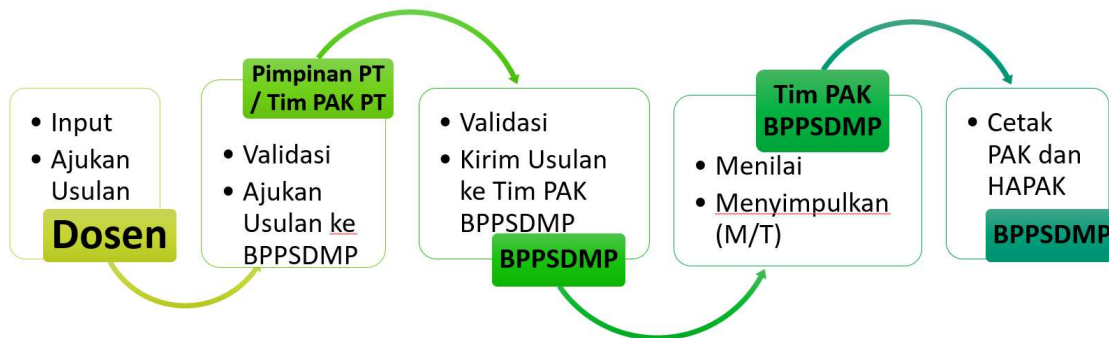 • Input
• Ajukan
Usulan
Dosen
Pimpinan PT
/ Tim PAK PT
• Validasi
• Ajukan
Usulan ke
BPPSDMP
• Validasi
• Kirim Usulan
ke Tim PAK
BPPSDMP
BPPSDMP
Tim PAK
BPPSDMP
• Menilai
• Menyimpulkan
(M/T)
• Cetak
PAK dan
HAPAK
BPPSDMP